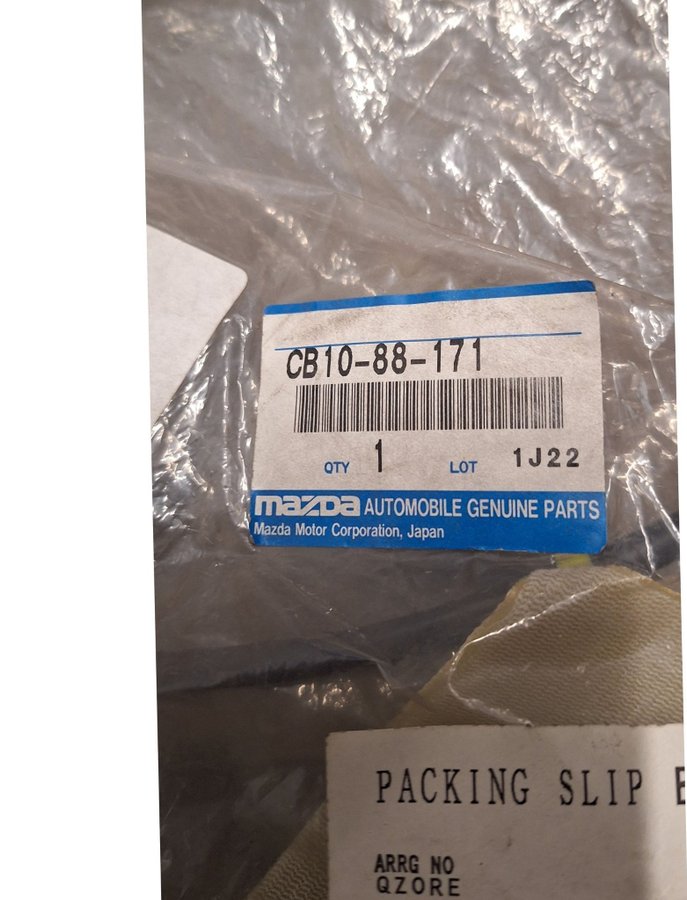 CB10-88-171
QTY 1 LOT 1J22
mazda AUTOMOBILE GENUINE PARTS
Mazda Motor Corporation, Japan
PACKING SLIP
ARRG NO
QZORE